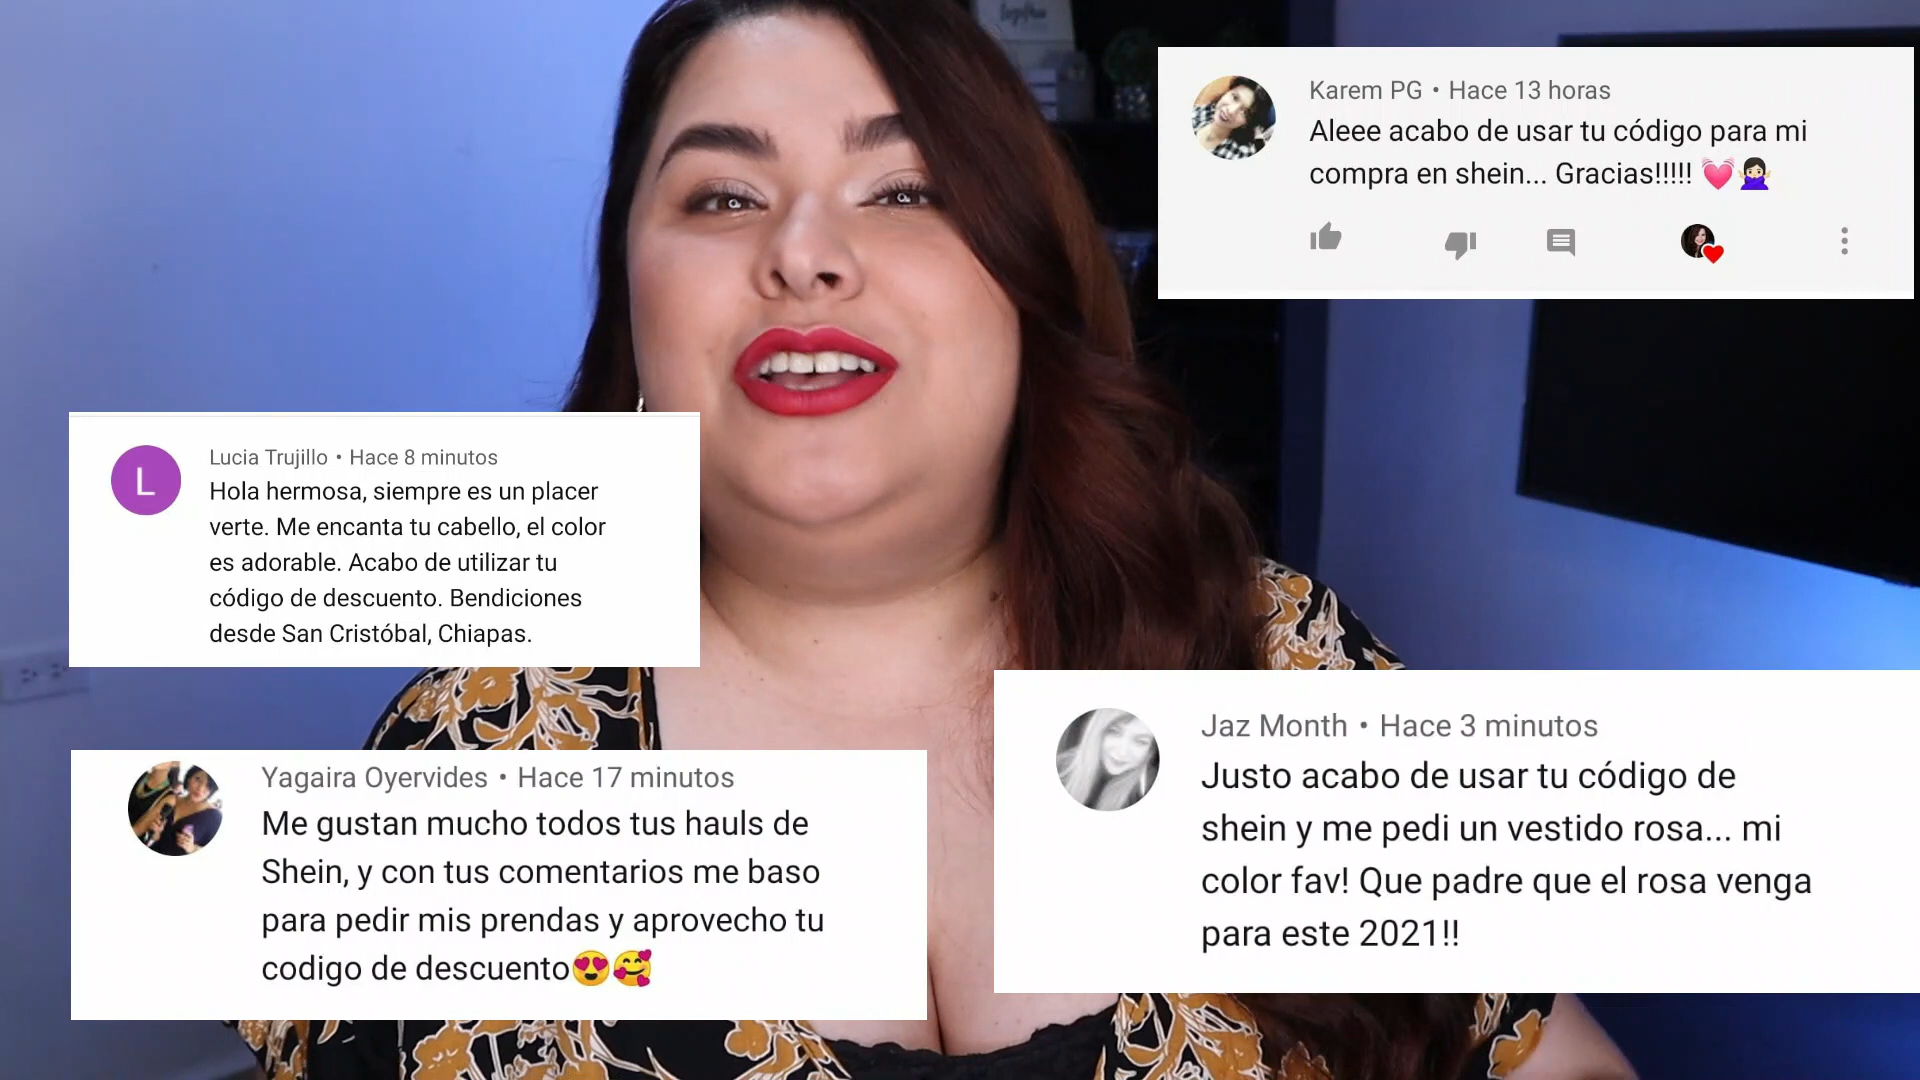 Karem PG • Hace 13 horas
Aleee acabo de usar tu código para mi
compra en shein... Gracias!!!!! 💓🙅🏻‍♀️
L
Lucia Trujillo • Hace 8 minutos
Hola hermosa, siempre es un placer
verte. Me encanta tu cabello, el color
es adorable. Acabo de utilizar tu
código de descuento. Bendiciones
desde San Cristóbal, Chiapas.
Yagaira Oyervides • Hace 17 minutos
Me gustan mucho todos tus hauls de
Shein, y con tus comentarios me baso
para pedir mis prendas y aprovecho tu
codigo de descuento😍🥰
Jaz Month • Hace 3 minutos
Justo acabo de usar tu código de
shein y me pedi un vestido rosa... mi
color fav! Que padre que el rosa venga
para este 2021!!